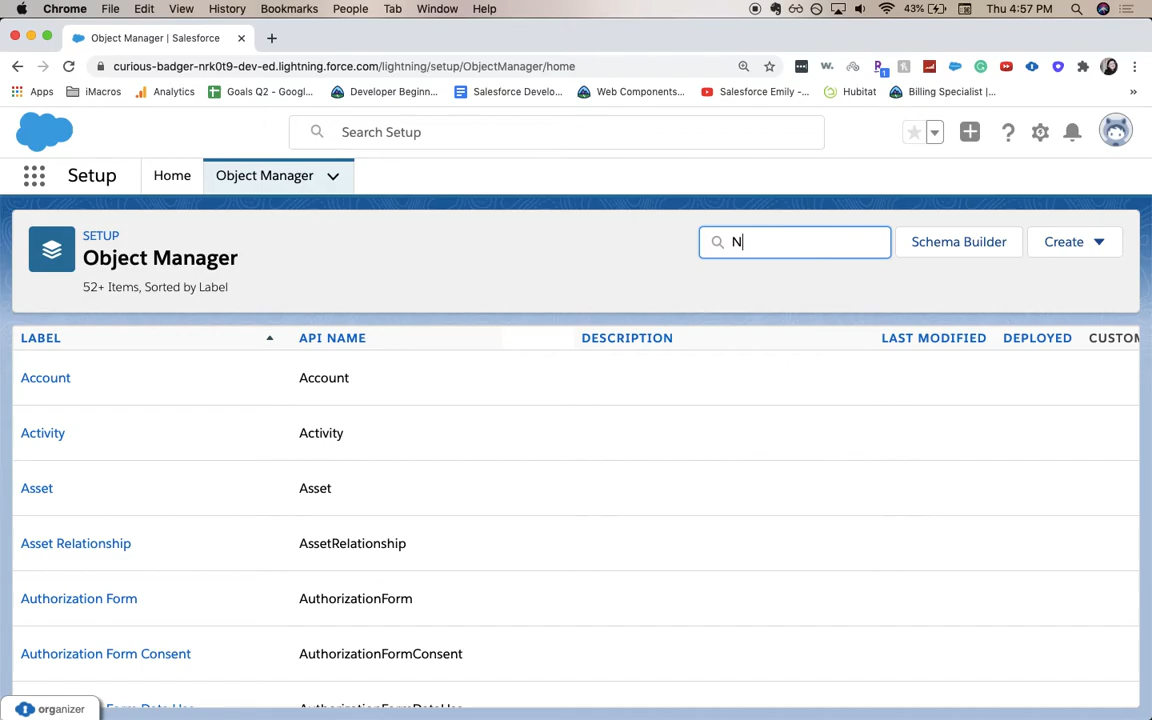 Chrome File Edit View History Bookmarks People Tab Window Help 43% Thu 4:57 PM
Object Manager | Salesforce
curious-badger-nrk0t9-dev-ed.lightning.force.com/lightning/setup/ObjectManager/home
Apps iMacros Analytics Goals Q2 - Googl... Developer Beginn... Salesforce Develo... Web Components... Salesforce Emily -... Hubitat Billing Specialist |...
Search Setup
Setup Home Object Manager
SETUP
Object Manager
52+ Items, Sorted by Label
N
Schema Builder
Create
LABEL API NAME DESCRIPTION LAST MODIFIED DEPLOYED CUSTOM
Account Account
Activity Activity
Asset Asset
Asset Relationship AssetRelationship
Authorization Form AuthorizationForm
Authorization Form Consent AuthorizationFormConsent
organizer